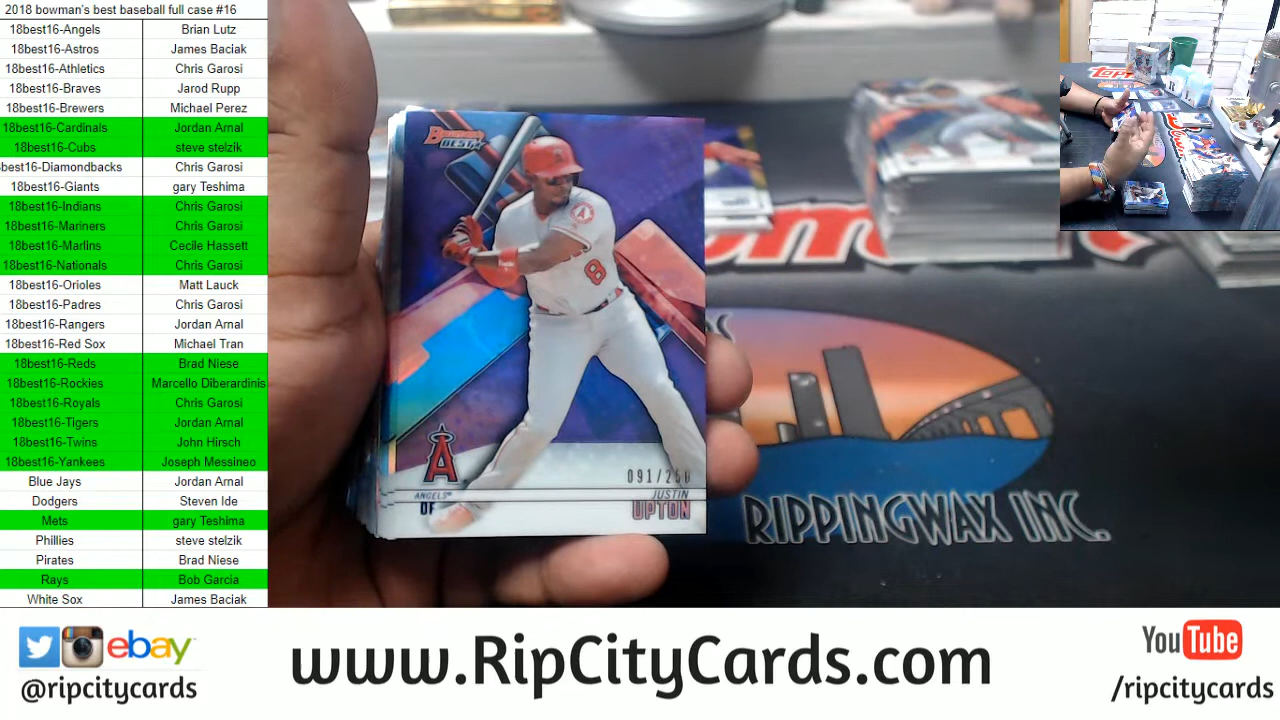 2018 bowman's best baseball full case #16
18best16-Angels Brian Lutz
18best16-Astros James Baciak
18best16-Athletics Chris Garosi
18best16-Braves Jarod Rupp
18best16-Brewers Michael Perez
18best16-Cardinals Jordan Arnal
18best16-Cubs steve stelzik
best16-Diamondbacks Chris Garosi
18best16-Giants gary Teshima
18best16-Indians Chris Garosi
18best16-Mariners Chris Garosi
18best16-Marlins Cecile Hassett
18best16-Nationals Chris Garosi
18best16-Orioles Matt Lauck
18best16-Padres Chris Garosi
18best16-Rangers Jordan Arnal
18best16-Red Sox Michael Tran
18best16-Reds Brad Niese
18best16-Rockies Marcello Diberardinis
18best16-Royals Chris Garosi
18best16-Tigers Jordan Arnal
18best16-Twins John Hirsch
18best16-Yankees Joseph Messineo
Blue Jays Jordan Arnal
Dodgers Steven Ide
Mets gary Teshima
Phillies steve stelzik
Pirates Brad Niese
Rays Bob Garcia
White Sox James Baciak
BOWMAN'S BEST
A
8
A
091/250
ANGELS
OF
JUSTIN
UPTON
RIPPINGWAX INC.
topps
ebay
@ripcitycards
www.RipCityCards.com
YouTube
/ripcitycards